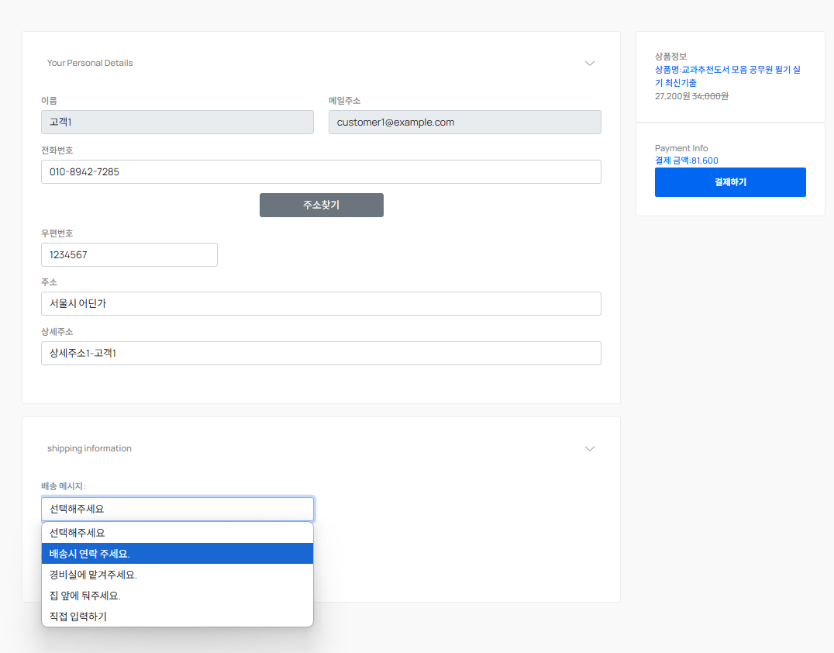 Your Personal Details
이름
고객1
메일주소
customer1@example.com
전화번호
010-8942-7285
주소찾기
우편번호
1234567
주소
서울시 어딘가
상세주소
상세주소1-고객1
shipping information
배송 메시지:
선택해주세요
선택해주세요
배송시 연락 주세요.
경비실에 맡겨주세요.
집 앞에 둬주세요.
직접 입력하기
상품정보
상품명:교과추천도서 모음 공무원 필기 실
기 최신기출
27,200원 34,000원
Payment Info
결제 금액:81,600
결제하기